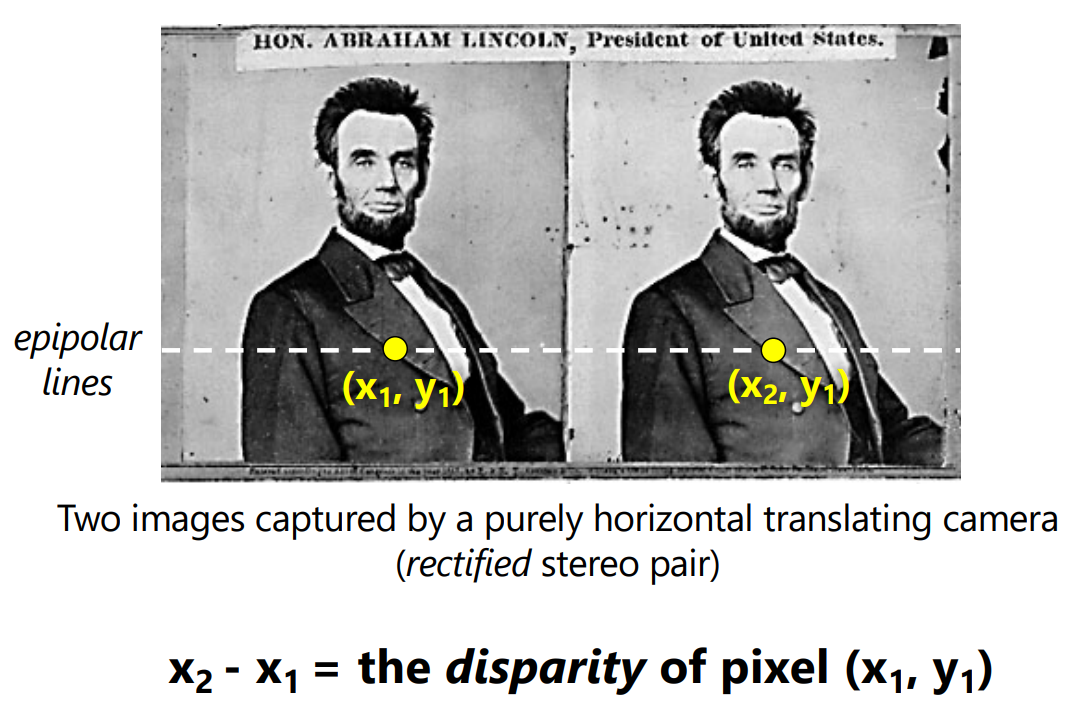 HON. ABRAHAM LINCOLN, President of United States.
epipolar
lines
(x₁, y₁)
(x₂, y₁)
Two images captured by a purely horizontal translating camera
(rectified stereo pair)
x₂ - x₁ = the disparity of pixel (x₁, y₁)